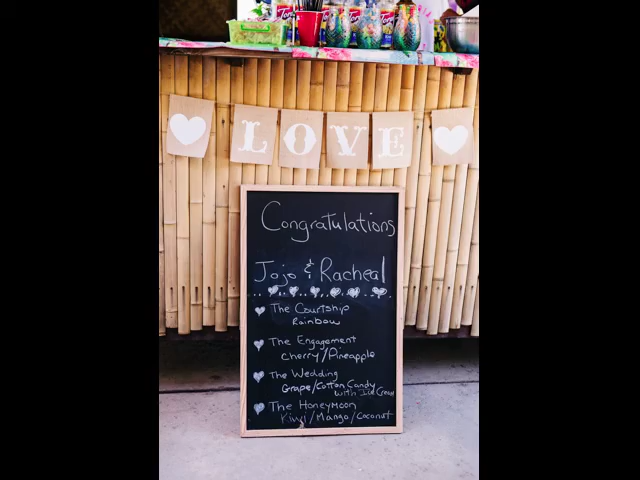 LOVE
Congratulations
Jojo & Racheal
The Courtship
Rainbow
The Engagement
Cherry/Pineapple
The Wedding
Grape/Cotton Candy
with Ice Cream
The Honeymoon
Kiwi/Mango/Coconut